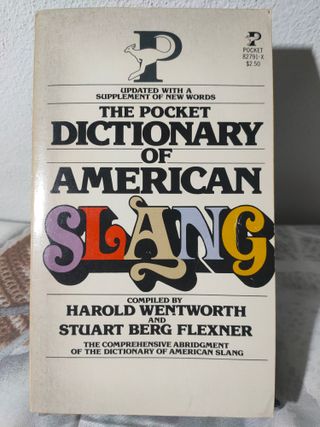 P
POCKET
82791-X
$2.50
UPDATED WITH A
SUPPLEMENT OF NEW WORDS
THE POCKET
DICTIONARY
OF
AMERICAN
SLANG
COMPILED BY
HAROLD WENTWORTH
AND
STUART BERG FLEXNER
THE COMPREHENSIVE ABRIDGMENT
OF THE DICTIONARY OF AMERICAN SLANG